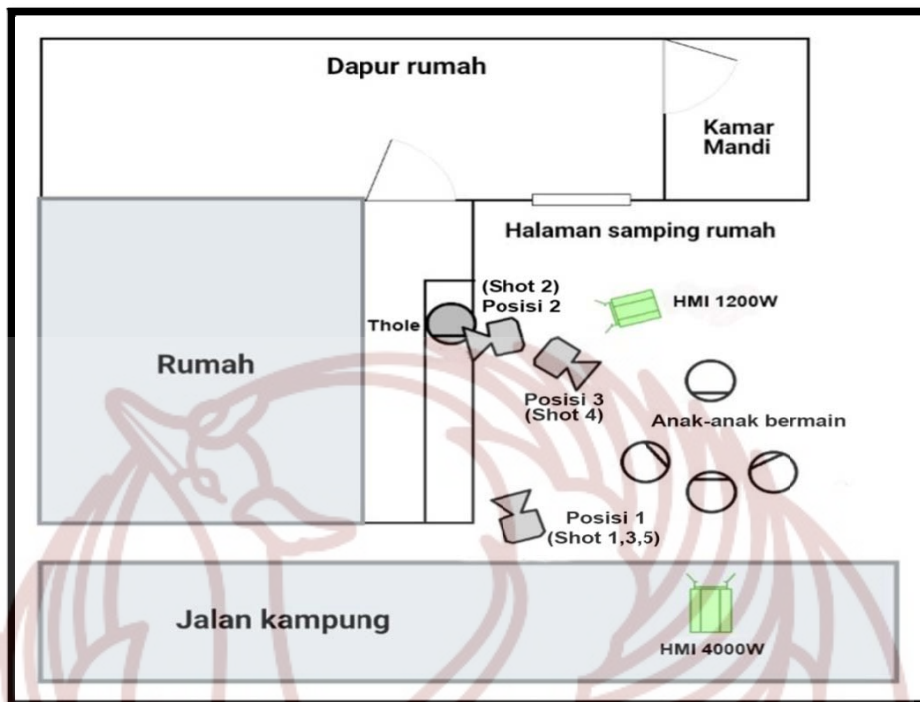 Dapur rumah
Kamar
Mandi
Halaman samping rumah
(Shot 2)
Posisi 2
HMI 1200W
Thole
Rumah
Posisi 3
(Shot 4)
Anak-anak bermain
Posisi 1
(Shot 1,3,5)
Jalan kampung
HMI 4000W